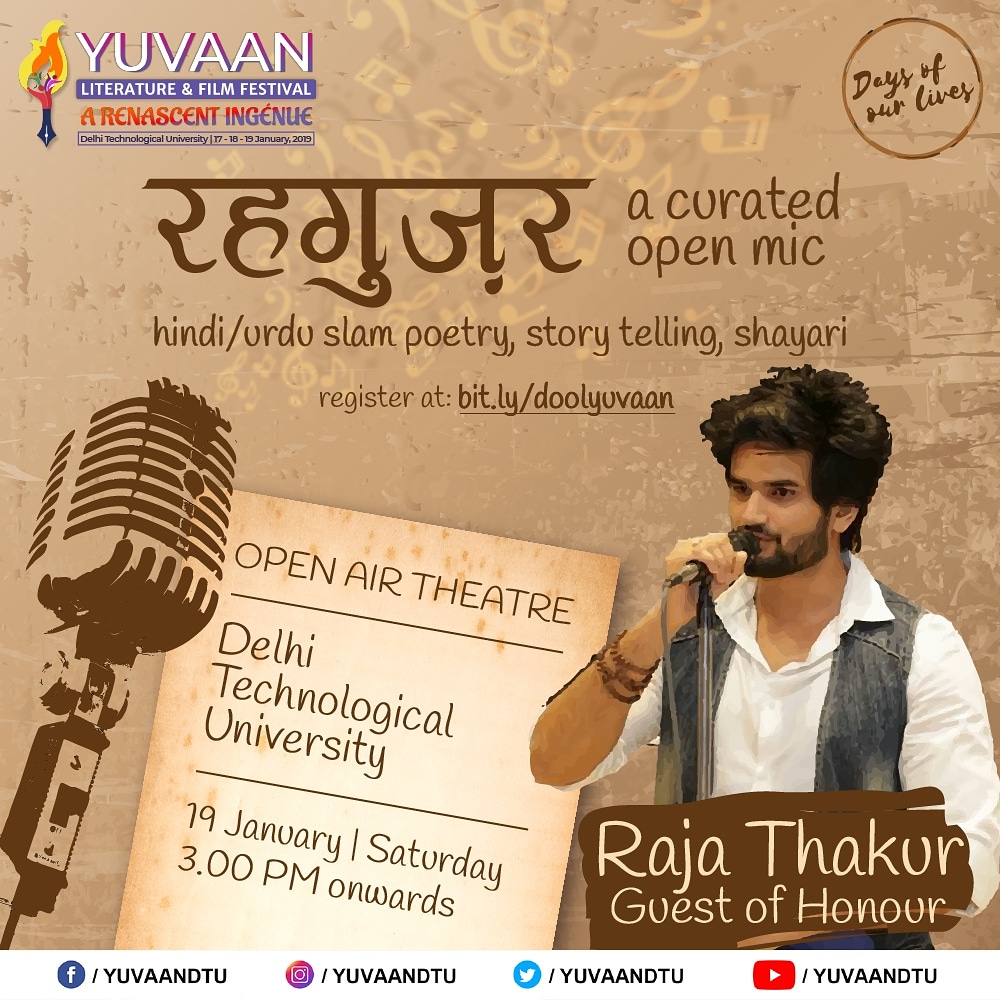 YUVAAN
LITERATURE & FILM FESTIVAL
A RENASCENT INGÉNUE
Delhi Technological University | 17 - 18 - 19 January, 2019
Days of
our lives
रहगुज़र
a curated
open mic
hindi/urdu slam poetry, story telling, shayari
register at: bit.ly/doolyuvaan
OPEN AIR THEATRE
Delhi
Technological
University
19 January | Saturday
3.00 PM onwards
Raja Thakur
Guest of Honour
/ YUVAANDTU
/ YUVAANDTU
/ YUVAANDTU
/ YUVAANDTU